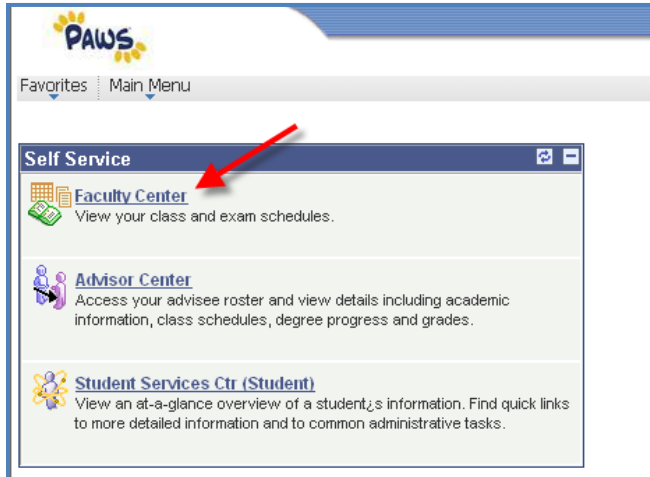 PAWS
Favorites Main Menu
Self Service
Faculty Center
View your class and exam schedules.
Advisor Center
Access your advisee roster and view details including academic
information, class schedules, degree progress and grades.
Student Services Ctr (Student)
View an at-a-glance overview of a student¿s information. Find quick links
to more detailed information and to common administrative tasks.